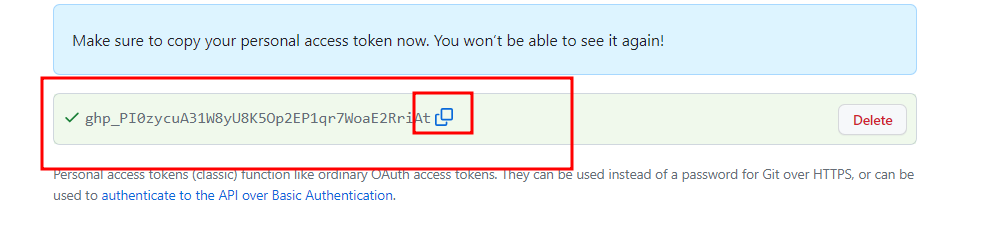 Make sure to copy your personal access token now. You won't be able to see it again!
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
Delete
Personal access tokens (classic) function like ordinary OAuth access tokens. They can be used instead of a password for Git over HTTPS, or can be
used to authenticate to the API over Basic Authentication.